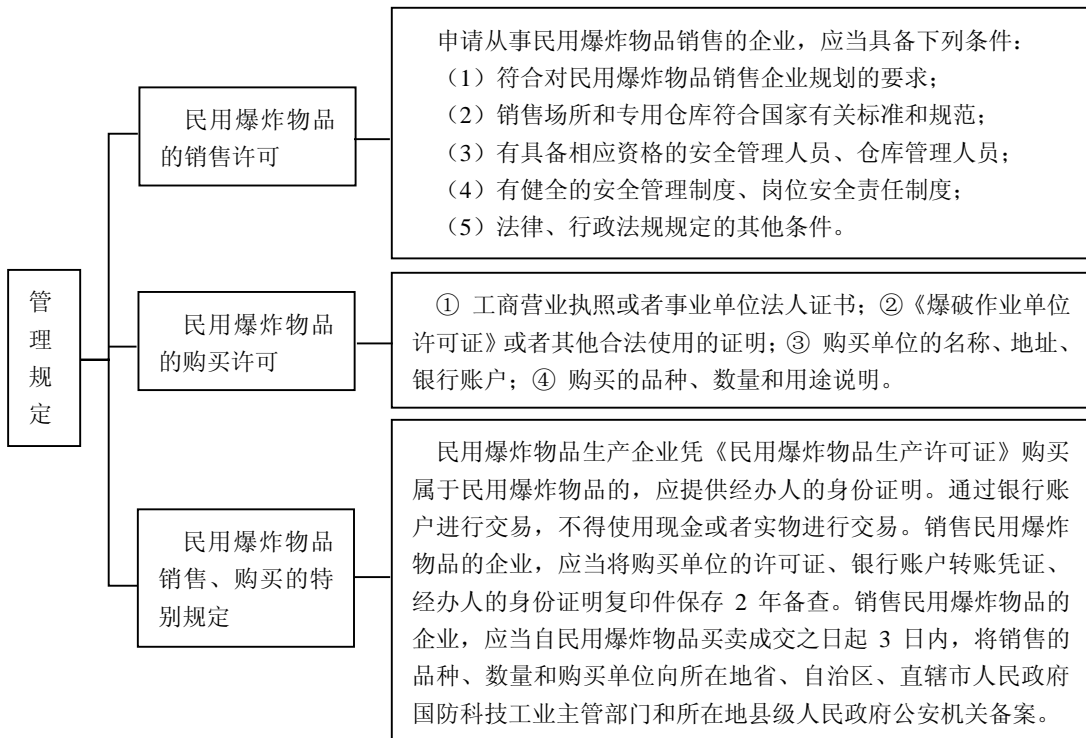 管
理
规
定
民用爆炸物品
的销售许可
申请从事民用爆炸物品销售的企业，应当具备下列条件：
（1）符合对民用爆炸物品销售企业规划的要求；
（2）销售场所和专用仓库符合国家有关标准和规范；
（3）有具备相应资格的安全管理人员、仓库管理人员；
（4）有健全的安全管理制度、岗位安全责任制度；
（5）法律、行政法规规定的其他条件。
民用爆炸物品
的购买许可
① 工商营业执照或者事业单位法人证书；②《爆破作业单位
许可证》或者其他合法使用的证明；③ 购买单位的名称、地址、
银行账户；④ 购买的品种、数量和用途说明。
民用爆炸物品
销售、购买的特
别规定
民用爆炸物品生产企业凭《民用爆炸物品生产许可证》购买
属于民用爆炸物品的，应提供经办人的身份证明。通过银行账
户进行交易，不得使用现金或者实物进行交易。销售民用爆炸
物品的企业，应当将购买单位的许可证、银行账户转账凭证、
经办人的身份证明复印件保存 2 年备查。销售民用爆炸物品的
企业，应当自民用爆炸物品买卖成交之日起 3 日内，将销售的
品种、数量和购买单位向所在地省、自治区、直辖市人民政府
国防科技工业主管部门和所在地县级人民政府公安机关备案。